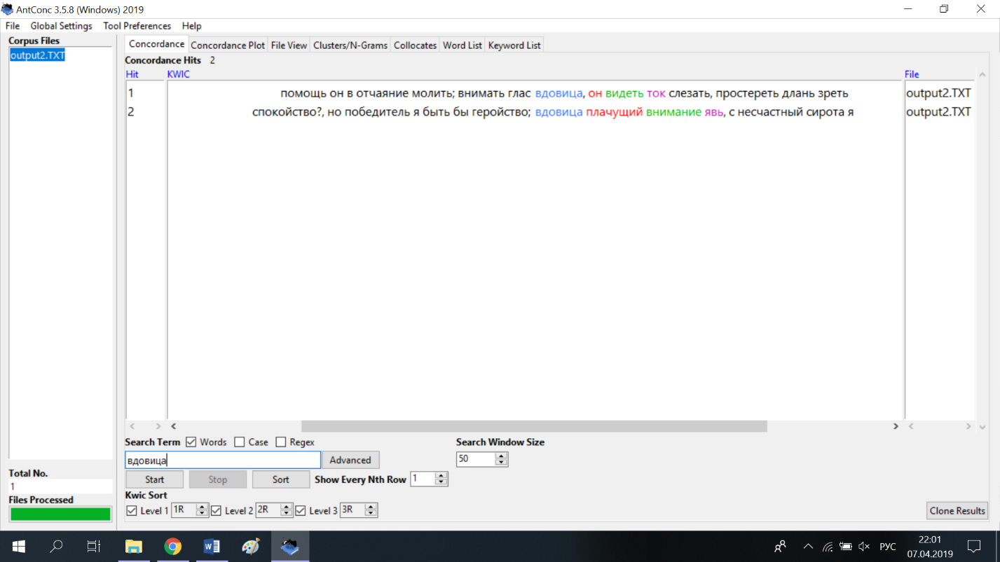 AntConc 3.5.8 (Windows) 2019
File Global Settings Tool Preferences Help
Corpus Files
output2.TXT
Concordance Concordance Plot File View Clusters/N-Grams Collocates Word List Keyword List
Concordance Hits 2
Hit KWIC File
1 помощь он в отчаяние молить; внимать глас вдовица, он видеть ток слезать, простереть длань зреть output2.TXT
2 спокойство?, но победитель я быть бы геройство; вдовица плачущий внимание явь, с несчастный сирота я output2.TXT
Search Term Words Case Regex Search Window Size
вдовица Advanced 50
Total No.
1
Start Stop Sort Show Every Nth Row 1
Files Processed
Kwic Sort
Level 1 1R Level 2 2R Level 3 3R Clone Results
РУС
22:01
07.04.2019